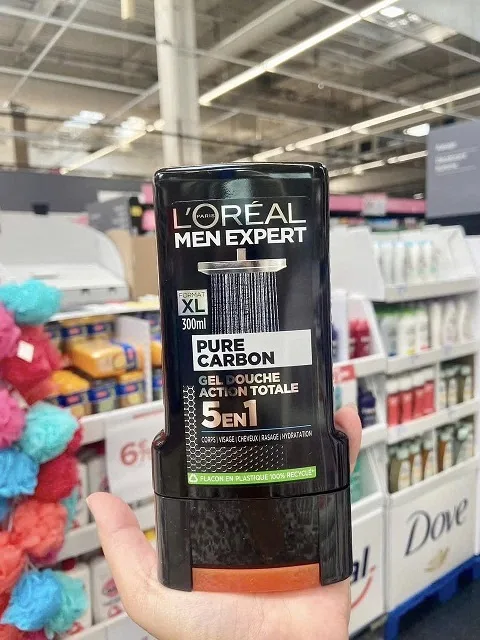 L'ORÉAL
PARIS
MEN EXPERT
FORMAT
XL
300ml
PURE
CARBON
GEL DOUCHE
ACTION TOTALE
5EN1
CORPS | VISAGE | CHEVEUX | RASAGE | HYDRATATION
FLACON EN PLASTIQUE 100% RECYCLÉ*
Dove